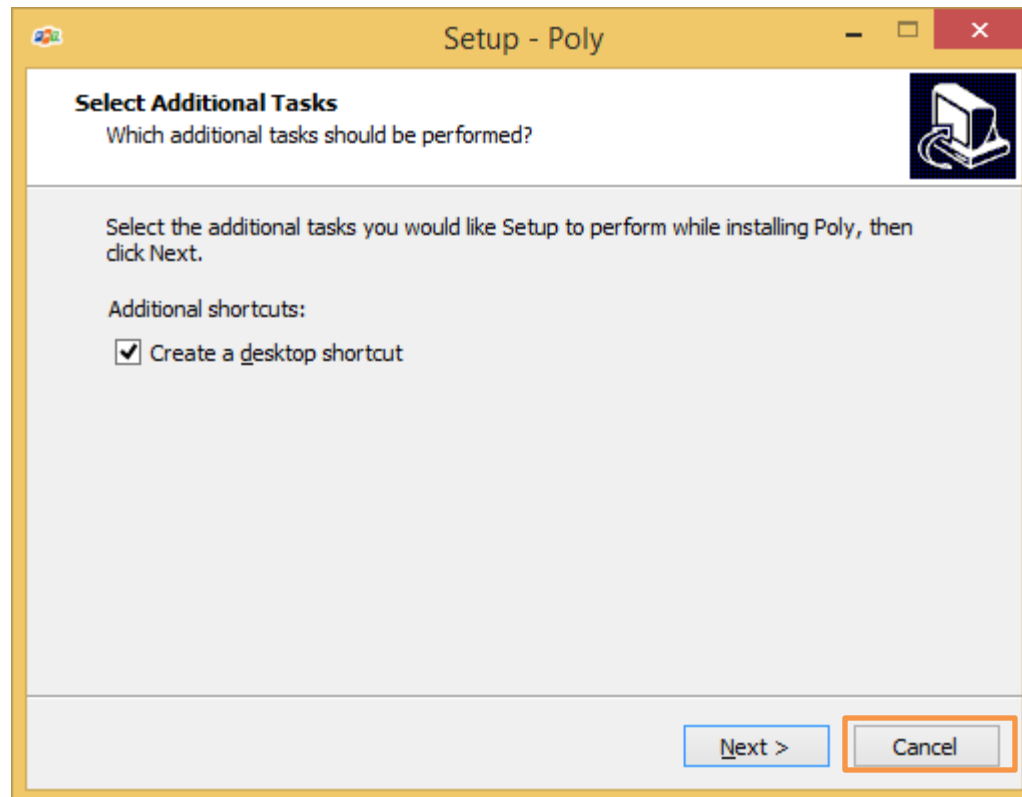 Setup - Poly
Select Additional Tasks
Which additional tasks should be performed?
Select the additional tasks you would like Setup to perform while installing Poly, then
click Next.
Additional shortcuts:
Create a desktop shortcut
Next >
Cancel